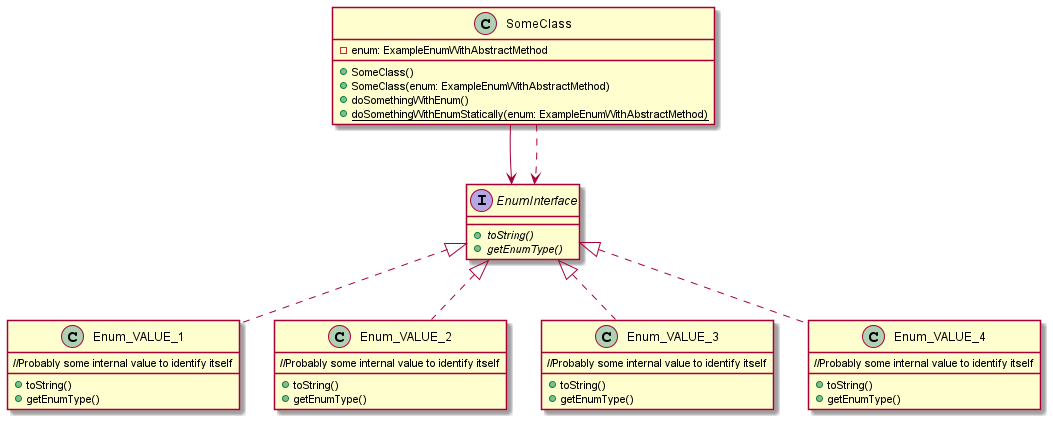 C SomeClass
enum: ExampleEnumWithAbstractMethod
SomeClass()
SomeClass(enum: ExampleEnumWithAbstractMethod)
doSomethingWithEnum()
doSomethingWithEnumStatically(enum: ExampleEnumWithAbstractMethod)
I EnumInterface
toString()
getEnumType()
C Enum_VALUE_1
//Probably some internal value to identify itself
toString()
getEnumType()
C Enum_VALUE_2
//Probably some internal value to identify itself
toString()
getEnumType()
C Enum_VALUE_3
//Probably some internal value to identify itself
toString()
getEnumType()
C Enum_VALUE_4
//Probably some internal value to identify itself
toString()
getEnumType()